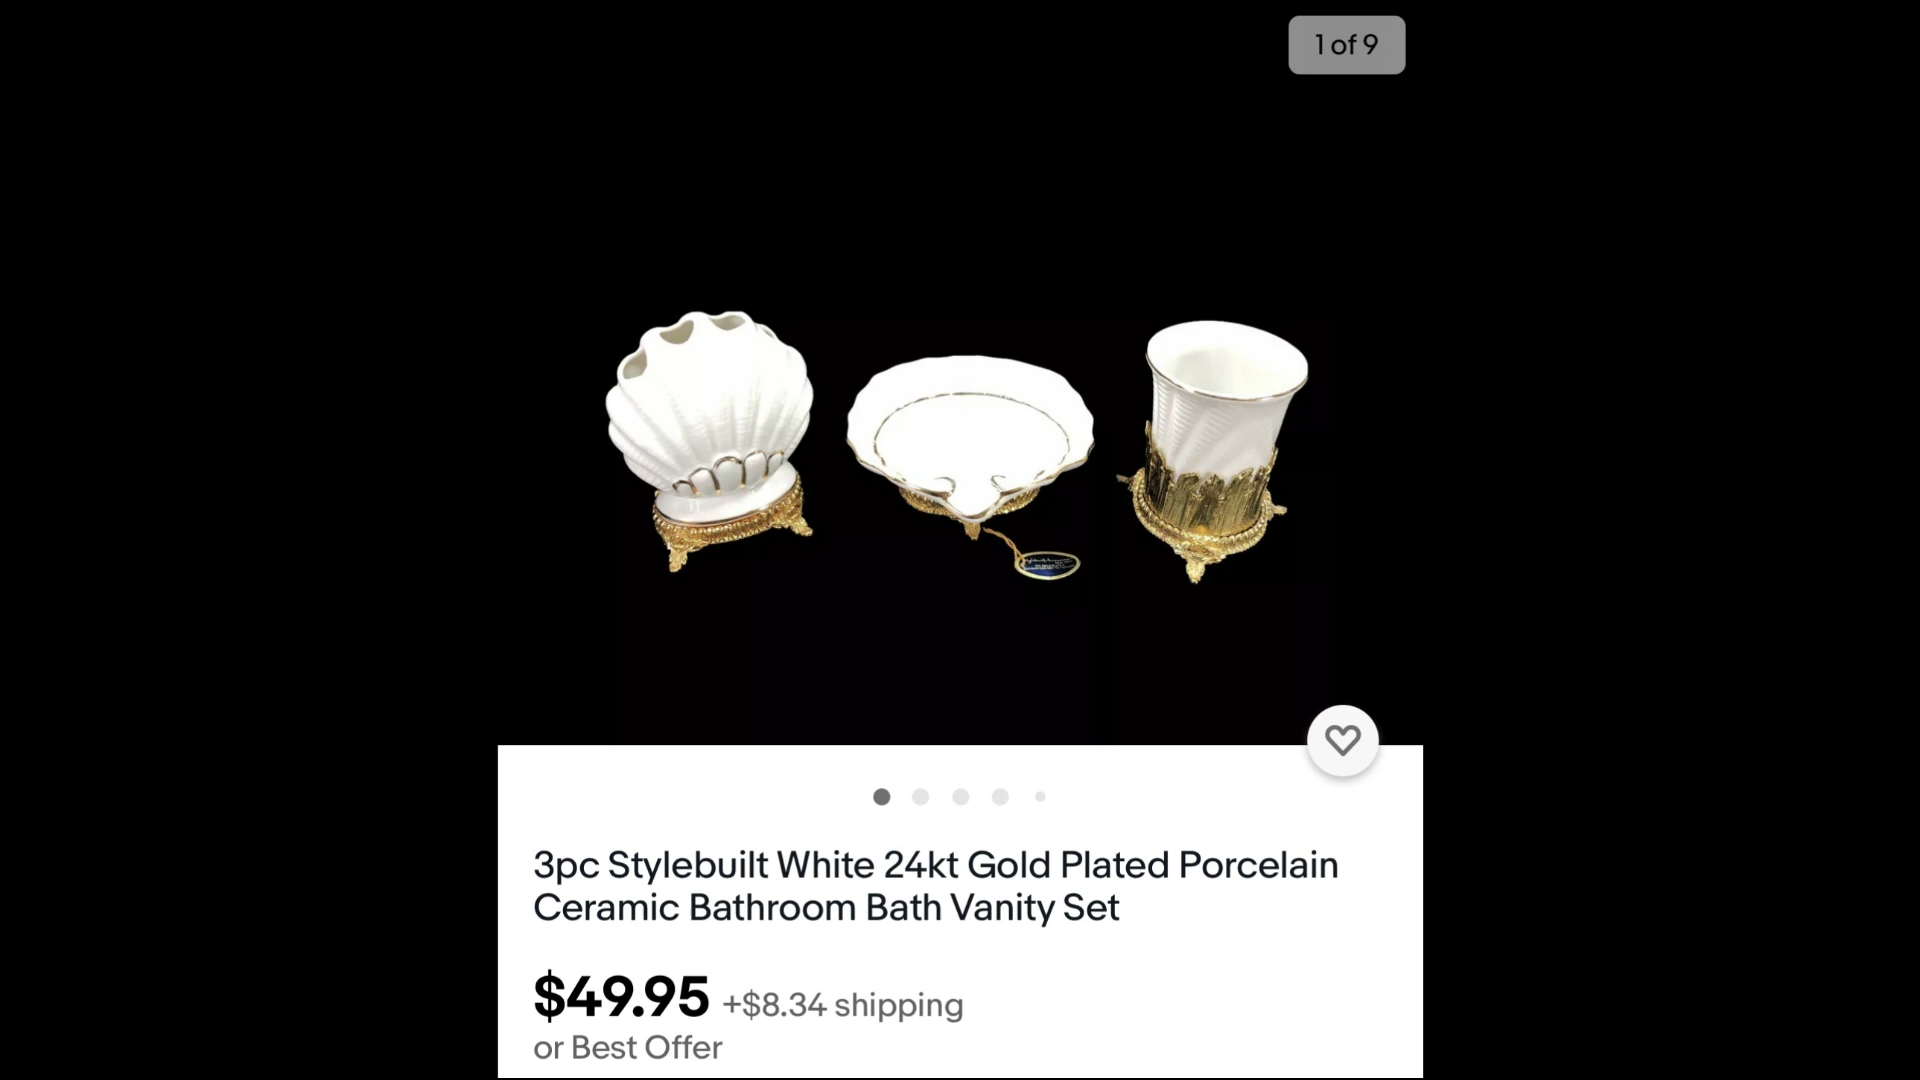 1 of 9
3pc Stylebuilt White 24kt Gold Plated Porcelain
Ceramic Bathroom Bath Vanity Set
$49.95 +$8.34 shipping
or Best Offer